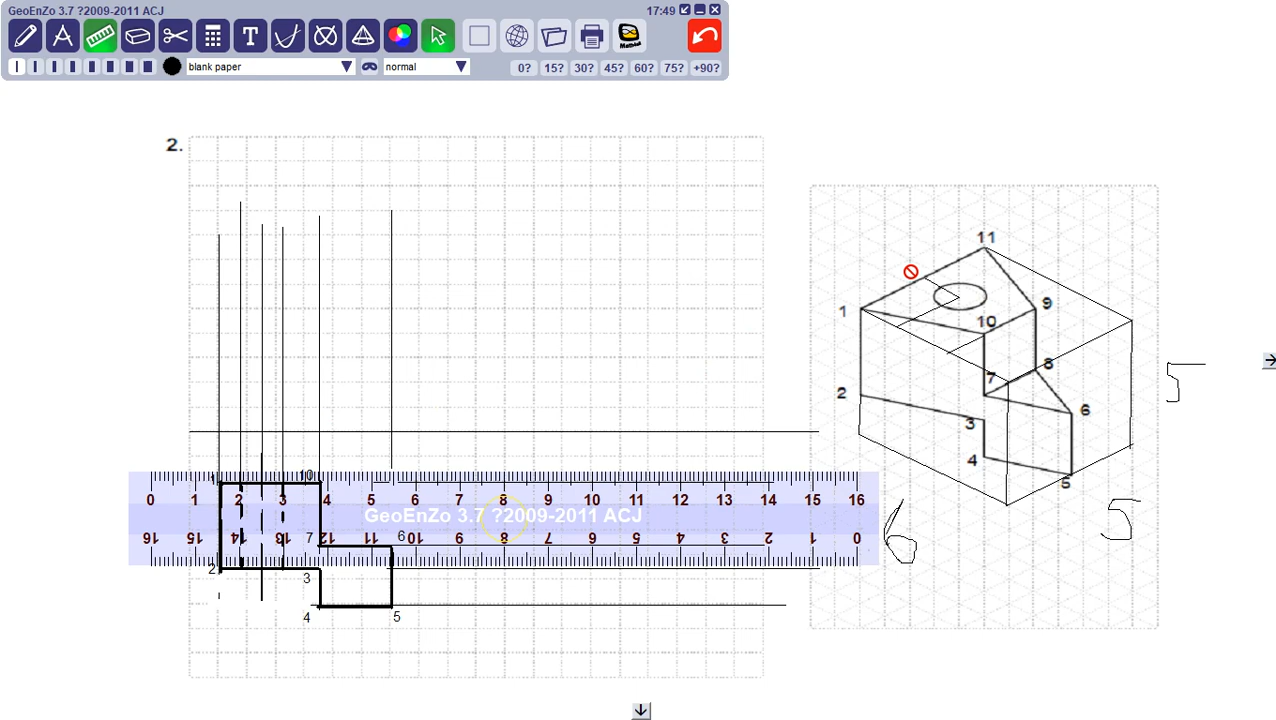 GeoEnZo 3.7 ?2009-2011 ACJ 17:49
T
MathAid
blank paper normal 0? 15? 30? 45? 60? 75? +90?
2.
11
1 10 9
7 8
2 3 6
4 5
5
6 5
1 10
0 1 2 3 4 5 6 7 8 9 10 11 12 13 14 15 16
GeoEnZo 3.7 ?2009-2011 ACJ
16 15 14 13 12 11 10 9 8 7 6 5 4 3 2 1 0
7 6
2 3
4 5